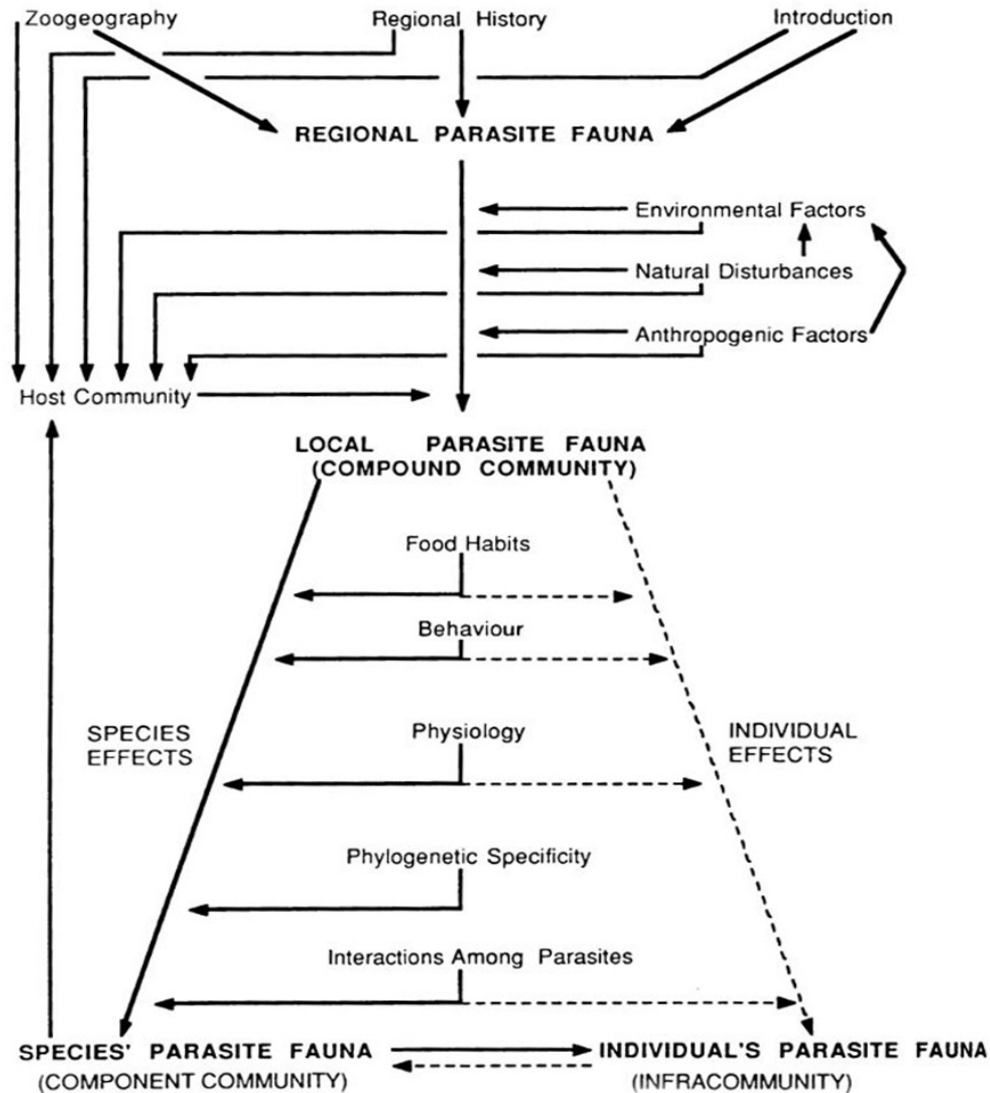 Zoogeography
Regional History
Introduction
REGIONAL PARASITE FAUNA
Environmental Factors
Natural Disturbances
Anthropogenic Factors
Host Community
LOCAL PARASITE FAUNA
(COMPOUND COMMUNITY)
Food Habits
Behaviour
SPECIES
EFFECTS
Physiology
INDIVIDUAL
EFFECTS
Phylogenetic Specificity
Interactions Among Parasites
SPECIES' PARASITE FAUNA
(COMPONENT COMMUNITY)
INDIVIDUAL'S PARASITE FAUNA
(INFRACOMMUNITY)